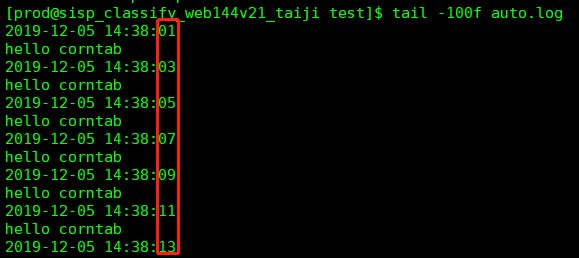 [prod@sisp_classify_web144v21_taiji test]$ tail -100f auto.log
2019-12-05 14:38:01
hello corntab
2019-12-05 14:38:03
hello corntab
2019-12-05 14:38:05
hello corntab
2019-12-05 14:38:07
hello corntab
2019-12-05 14:38:09
hello corntab
2019-12-05 14:38:11
hello corntab
2019-12-05 14:38:13